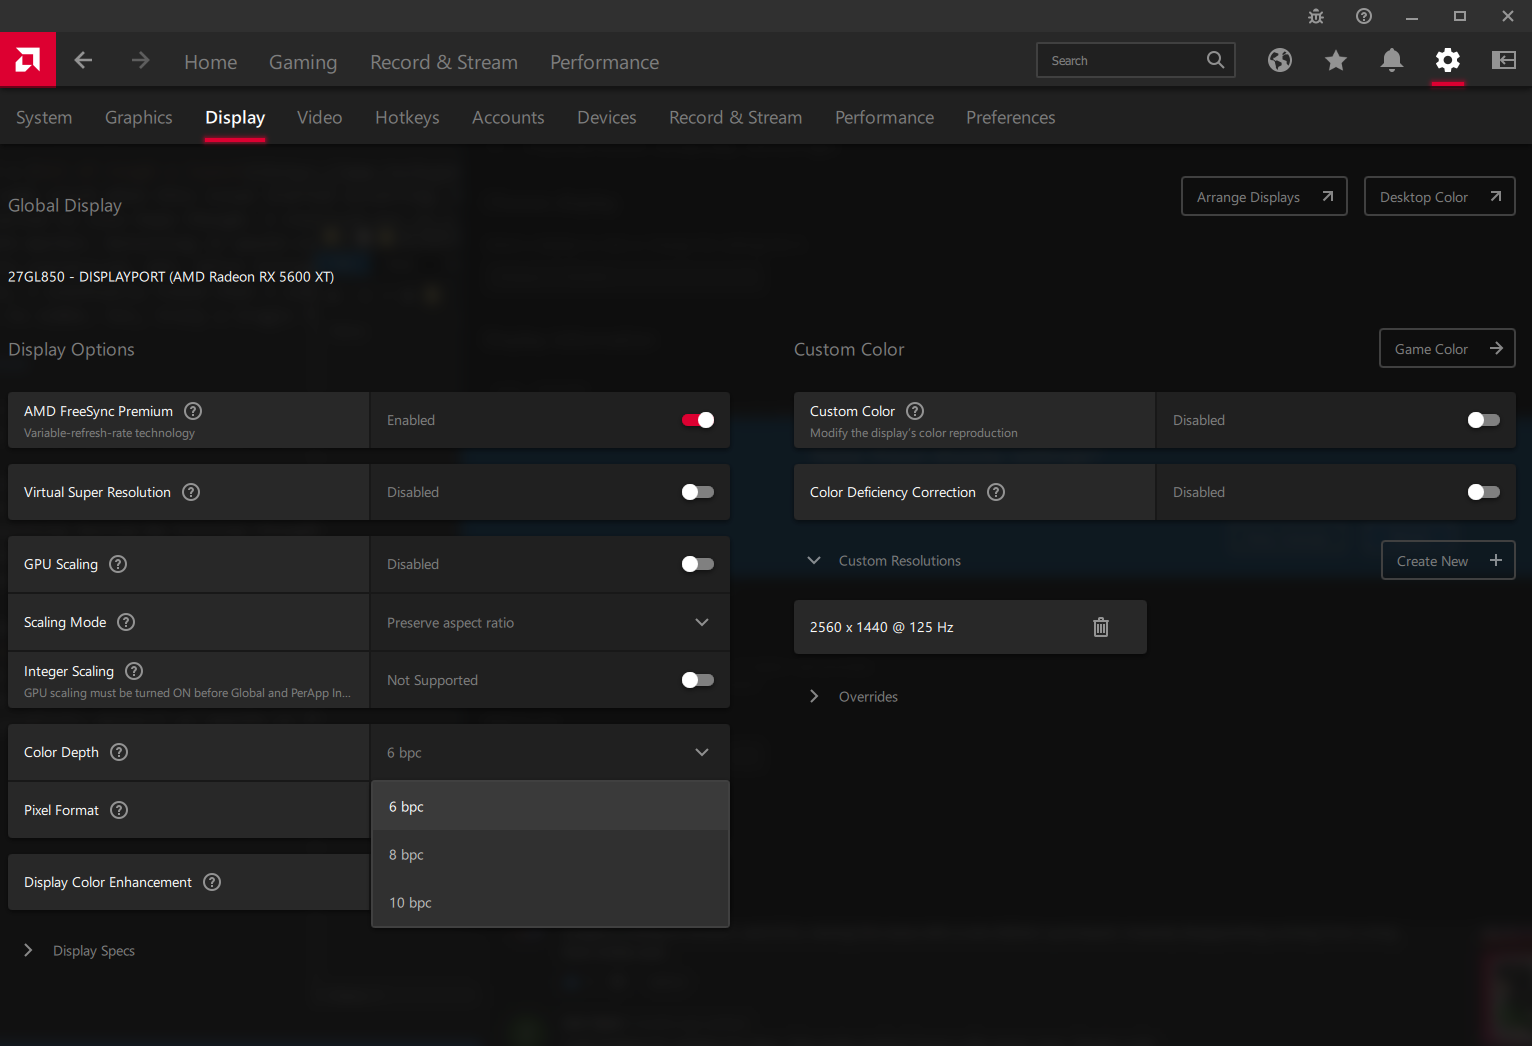 Home
Gaming
Record & Stream
Performance
Search
System
Graphics
Display
Video
Hotkeys
Accounts
Devices
Record & Stream
Performance
Preferences
Global Display
Arrange Displays
Desktop Color
27GL850 - DISPLAYPORT (AMD Radeon RX 5600 XT)
Display Options
AMD FreeSync Premium
Variable-refresh-rate technology
Enabled
Virtual Super Resolution
Disabled
GPU Scaling
Disabled
Scaling Mode
Preserve aspect ratio
Integer Scaling
GPU scaling must be turned ON before Global and PerApp In...
Not Supported
Color Depth
6 bpc
6 bpc
8 bpc
10 bpc
Pixel Format
Display Color Enhancement
Display Specs
Custom Color
Game Color
Custom Color
Modify the display's color reproduction
Disabled
Color Deficiency Correction
Disabled
Custom Resolutions
Create New
2560 x 1440 @ 125 Hz
Overrides